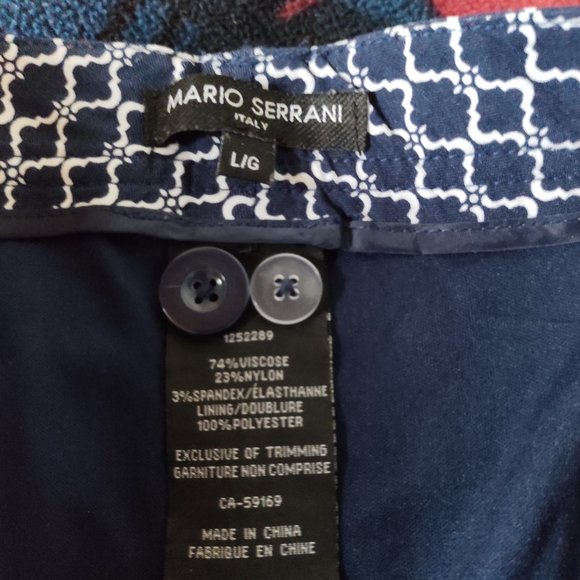 MARIO SERRANI
ITALY
L/G
1252289
74%VISCOSE
23%NYLON
3%SPANDEX/ÉLASTHANNE
LINING/DOUBLURE
100%POLYESTER
EXCLUSIVE OF TRIMMING
GARNITURE NON COMPRISE
CA-59169
MADE IN CHINA
FABRIQUE EN CHINE